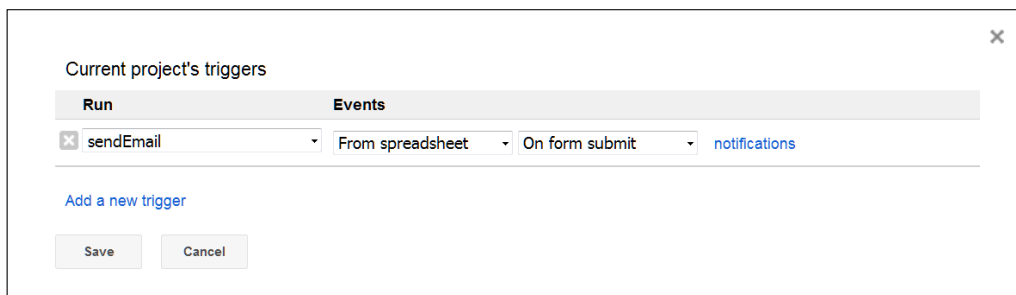 Current project's triggers
Run Events
sendEmail From spreadsheet On form submit notifications
Add a new trigger
Save Cancel